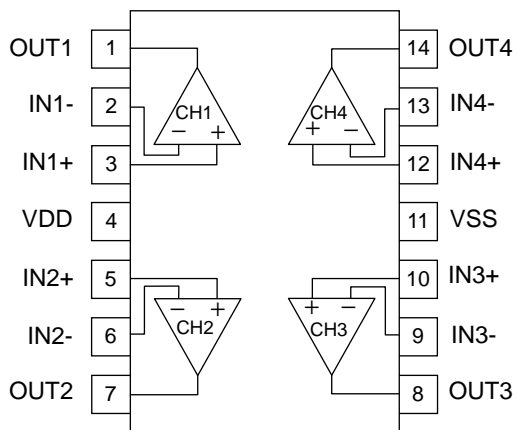 OUT1 1 14 OUT4
IN1- 2 CH1 CH4 13 IN4-
− + + −
IN1+ 3 12 IN4+
VDD 4 11 VSS
IN2+ 5 10 IN3+
− + + −
IN2- 6 CH2 CH3 9 IN3-
OUT2 7 8 OUT3